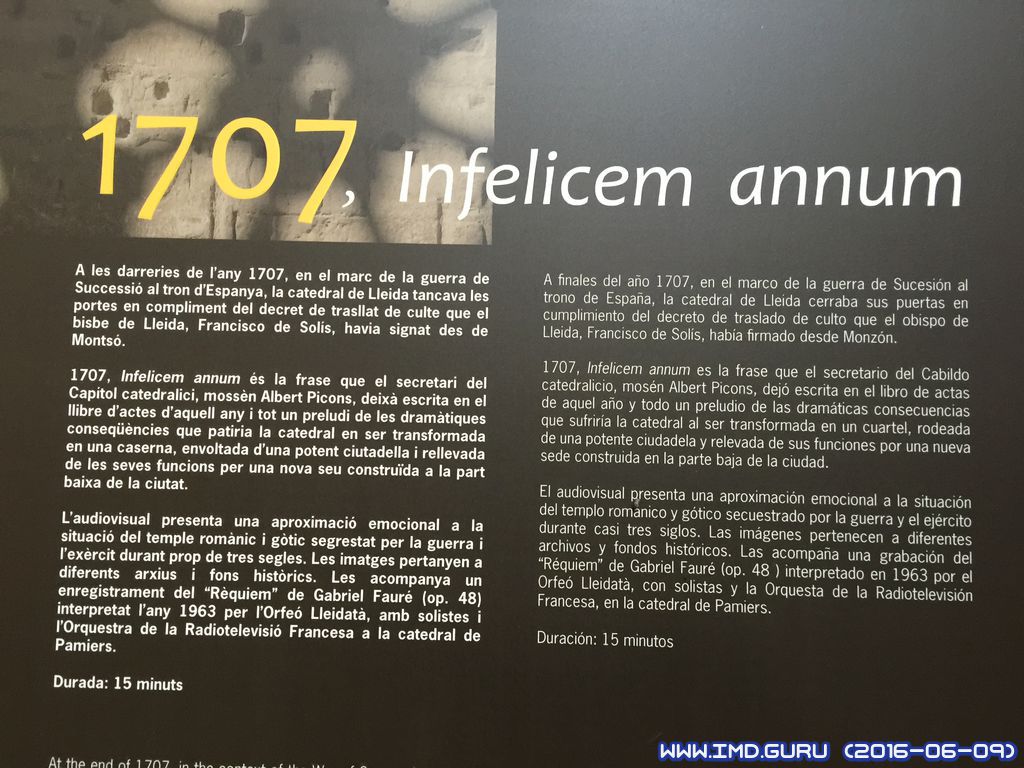 1707, Infelicem annum
A les darreries de l'any 1707, en el marc de la guerra de
Successió al tron d'Espanya, la catedral de Lleida tancava les
portes en compliment del decret de trasllat de culte que el
bisbe de Lleida, Francisco de Solís, havia signat des de
Montsó.
1707, Infelicem annum és la frase que el secretari del
Capítol catedralici, mossèn Albert Picons, deixà escrita en el
llibre d'actes d'aquell any i tot un preludi de les dramàtiques
conseqüències que patiria la catedral en ser transformada
en una caserna, envoltada d'una potent ciutadella i rellevada
de les seves funcions per una nova seu construïda a la part
baixa de la ciutat.
L'audiovisual presenta una aproximació emocional a la
situació del temple romànic i gòtic segrestat per la guerra i
l'exèrcit durant prop de tres segles. Les imatges pertanyen a
diferents arxius i fons històrics. Les acompanya un
enregistrament del "Rèquiem" de Gabriel Fauré (op. 48)
interpretat l'any 1963 per l'Orfeó Lleidatà, amb solistes i
l'Orquestra de la Radiotelevisió Francesa a la catedral de
Pamiers.
Durada: 15 minuts
A finales del año 1707, en el marco de la guerra de Sucesión al
trono de España, la catedral de Lleida cerraba sus puertas en
cumplimiento del decreto de traslado de culto que el obispo de
Lleida, Francisco de Solís, había firmado desde Monzón.
1707, Infelicem annum es la frase que el secretario del Cabildo
catedralicio, mosén Albert Picons, dejó escrita en el libro de actas
de aquel año y todo un preludio de las dramáticas consecuencias
que sufriría la catedral al ser transformada en un cuartel, rodeada
de una potente ciudadela y relevada de sus funciones por una nueva
sede construida en la parte baja de la ciudad.
El audiovisual presenta una aproximación emocional a la situación
del templo románico y gótico secuestrado por la guerra y el ejército
durante casi tres siglos. Las imágenes pertenecen a diferentes
archivos y fondos históricos. Las acompaña una grabación del
"Réquiem" de Gabriel Fauré (op. 48 ) interpretado en 1963 por el
Orfeó Lleidatà, con solistas y la Orquesta de la Radiotelevisión
Francesa, en la catedral de Pamiers.
Duración: 15 minutos
At the end of 1707, in the context of the
WWW.IMD.GURU (2016-06-09)